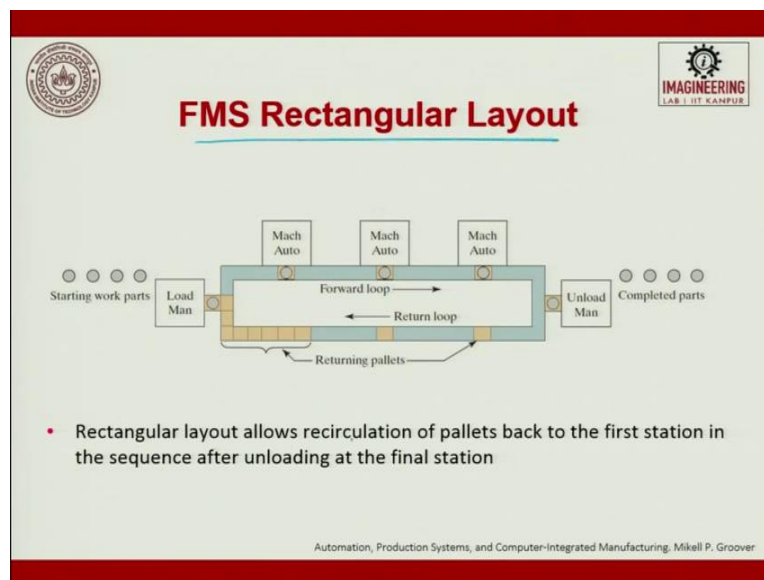 IMAGINEERING
LAB | IIT KANPUR
FMS Rectangular Layout
Mach
Auto
Mach
Auto
Mach
Auto
Starting work parts
Load
Man
Forward loop
Return loop
Unload
Man
Completed parts
Returning pallets
• Rectangular layout allows recirculation of pallets back to the first station in
the sequence after unloading at the final station
Automation, Production Systems, and Computer-Integrated Manufacturing. Mikell P. Groover